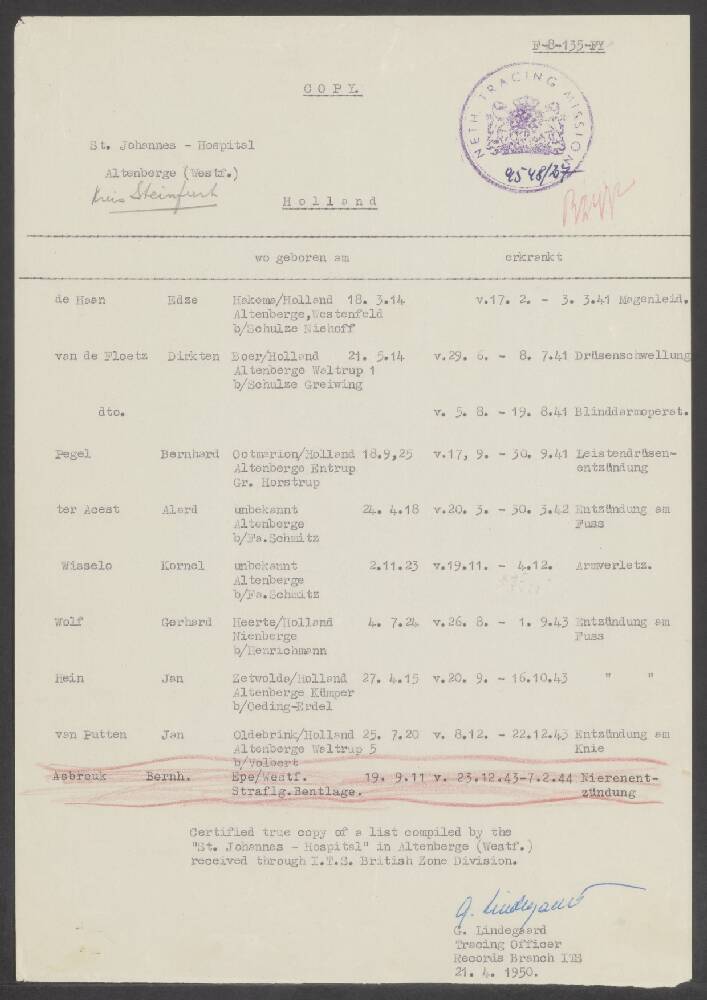 F-8-135-FY
COPY
NETH. TRACING MISSION
9548/27
St. Johannes - Hospital
Altenberge (Westf.)
Kreis Steinfurt
Holland
wo geboren am erkrankt
de Haan Edze Hakoma/Holland 18. 3.14 v.17. 2. - 3. 3.41 Magenleid.
Altenberge,Westenfeld
b/Schulze Niehoff
van de Floetz Dirkten Boer/Holland 21. 5.14 v.29. 6. - 8. 7.41 Drüsenschwellung
Altenberge Waltrup 1
b/Schulze Greiwing
dto. v. 5. 8. - 19. 8.41 Blinddarmoperat.
Pegel Bernhard Ootmarion/Holland 18.9,25 v.17, 9. - 30. 9.41 Leistendrüsen-
Altenberge Entrup entzündung
Gr. Horstrup
ter Acest Alard unbekannt 24. 4.18 v.20. 3. - 30. 3.42 Entzündung am
Altenberge Fuss
b/Fa.Schmitz
Wisselo Kornel unbekannt 2.11.23 v.19.11. - 4.12. Armverletz.
Altenberge
b/Fa.Schmitz
Wolf Gerhard Heerte/Holland 4. 7.24 v.26. 8. - 1. 9.43 Entzündung am
Nienberge Fuss
b/Henrichmann
Hein Jan Zetwolde/Holland 27. 4.15 v.20. 9. - 16.10.43 " "
Altenberge Kümper
b/Oeding-Erdel
van Putten Jan Oldebrink/Holland 25. 7.20 v. 8.12. - 22.12.43 Entzündung am
Altenberge Waltrup 5 Knie
b/Volbert
Asbreuk Bernh. Epe/Westf. 19. 9.11 v. 23.12.43-7.2.44 Nierenent-
Straflg.Bentlage. zündung
Certified true copy of a list compiled by the
"St. Johannes - Hospital" in Altenberge (Westf.)
received through I.T.S. British Zone Division.
G. Lindegaard
G. Lindegaard
Tracing Officer
Records Branch ITS
21. 4. 1950.